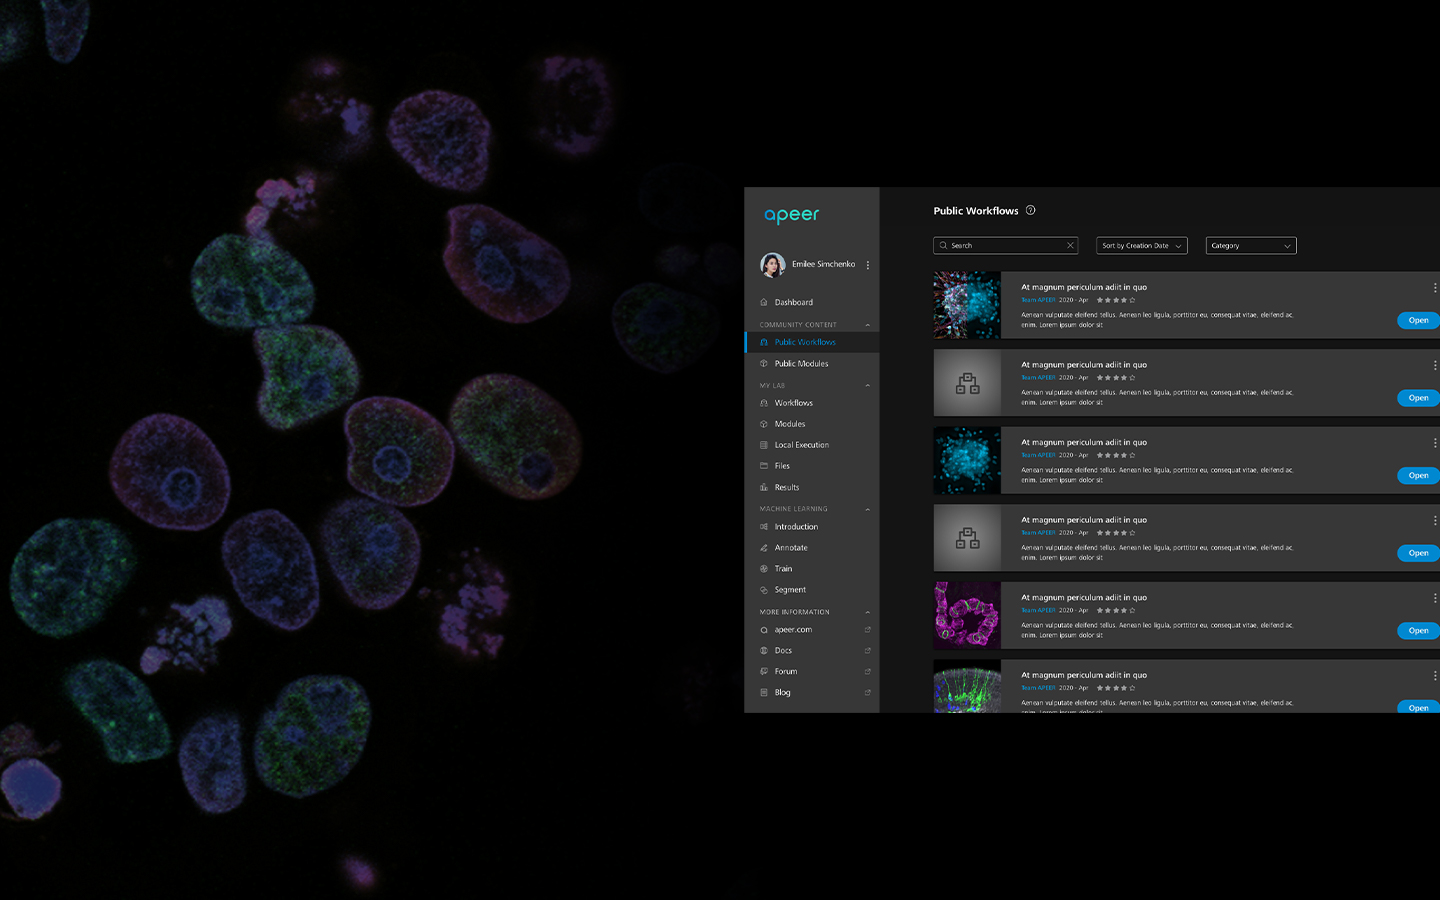 apeer
Emilee Simchenko
Dashboard
COMMUNITY CONTENT
Public Workflows
Public Modules
MY LAB
Workflows
Modules
Local Execution
Files
Results
MACHINE LEARNING
Introduction
Annotate
Train
Segment
MORE INFORMATION
apeer.com
Docs
Forum
Blog
Public Workflows ?
Search
Sort by Creation Date
Category
At magnum periculum adiit in quo
Team APEER 2020 - Apr
Aenean vulputate eleifend tellus. Aenean leo ligula, porttitor eu, consequat vitae, eleifend ac,
enim. Lorem ipsum dolor sit
Open
At magnum periculum adiit in quo
Team APEER 2020 - Apr
Aenean vulputate eleifend tellus. Aenean leo ligula, porttitor eu, consequat vitae, eleifend ac,
enim. Lorem ipsum dolor sit
Open
At magnum periculum adiit in quo
Team APEER 2020 - Apr
Aenean vulputate eleifend tellus. Aenean leo ligula, porttitor eu, consequat vitae, eleifend ac,
enim. Lorem ipsum dolor sit
Open
At magnum periculum adiit in quo
Team APEER 2020 - Apr
Aenean vulputate eleifend tellus. Aenean leo ligula, porttitor eu, consequat vitae, eleifend ac,
enim. Lorem ipsum dolor sit
Open
At magnum periculum adiit in quo
Team APEER 2020 - Apr
Aenean vulputate eleifend tellus. Aenean leo ligula, porttitor eu, consequat vitae, eleifend ac,
enim. Lorem ipsum dolor sit
Open
At magnum periculum adiit in quo
Team APEER 2020 - Apr
Aenean vulputate eleifend tellus. Aenean leo ligula, porttitor eu, consequat vitae, eleifend ac,
enim. Lorem ipsum dolor sit
Open